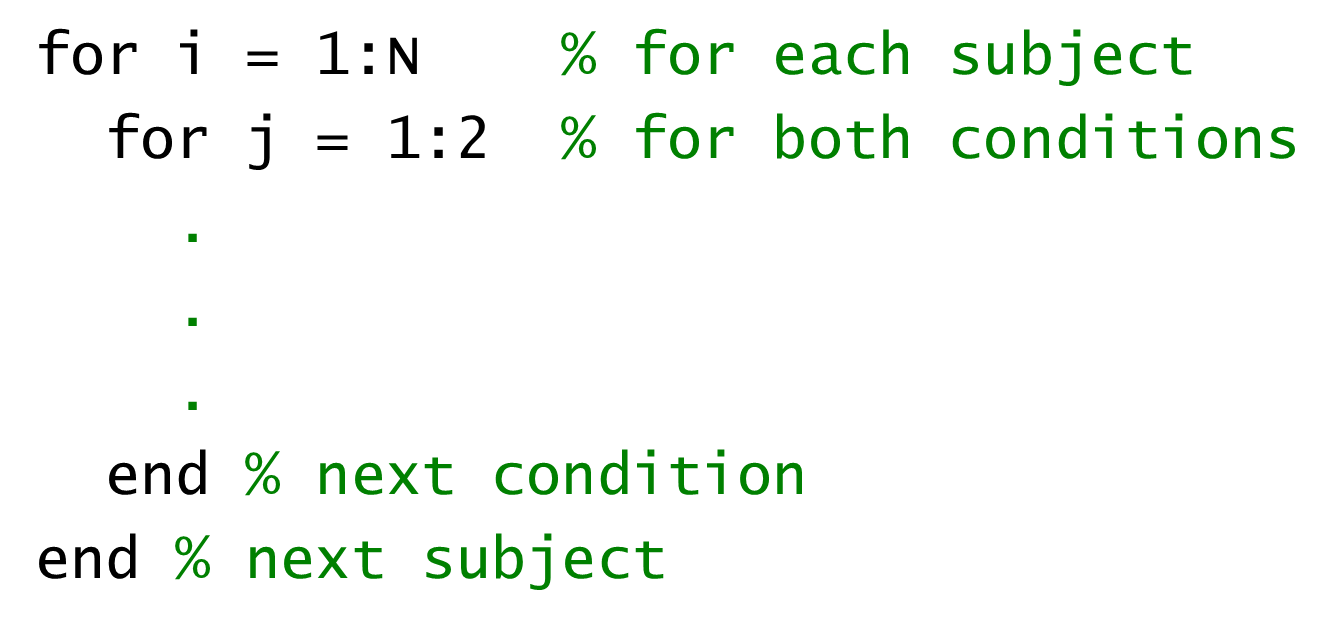 for i = 1:N    % for each subject
  for j = 1:2  % for both conditions
    .
    .
    .
  end % next condition
end % next subject